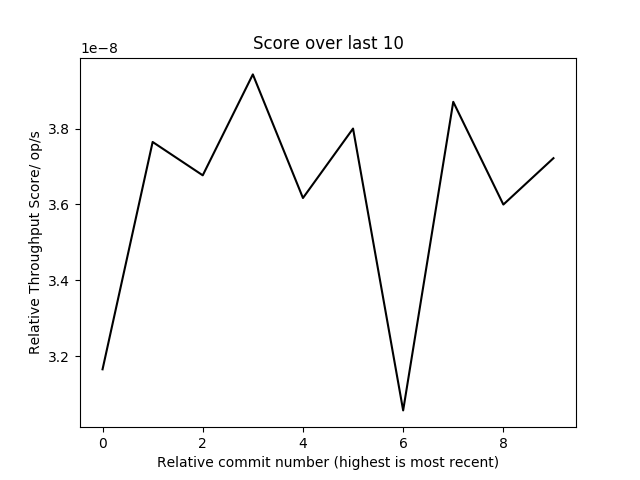 Score over last 10
1e−8
3.8
3.6
3.4
3.2
Relative Throughput Score/ op/s
0 2 4 6 8
Relative commit number (highest is most recent)